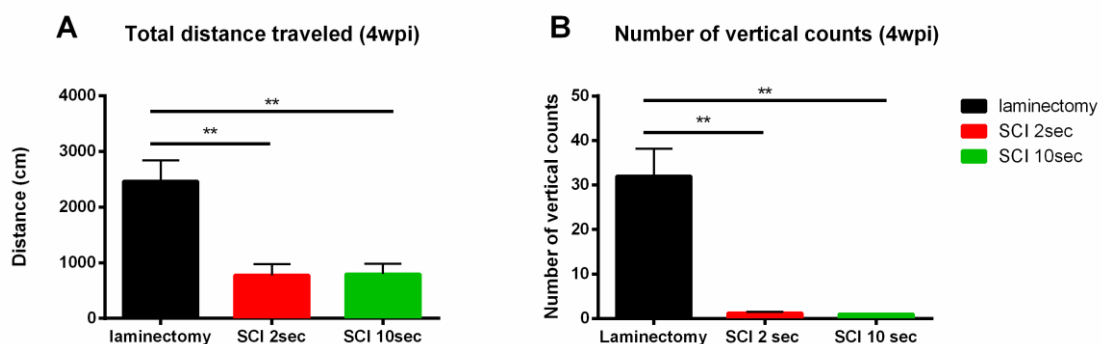 A Total distance traveled (4wpi)
4000
3000
2000
1000
0
Distance (cm)
**
**
laminectomy SCI 2sec SCI 10sec
B Number of vertical counts (4wpi)
50
40
30
20
10
0
Number of vertical counts
**
**
Laminectomy SCI 2 sec SCI 10 sec
laminectomy
SCI 2sec
SCI 10sec